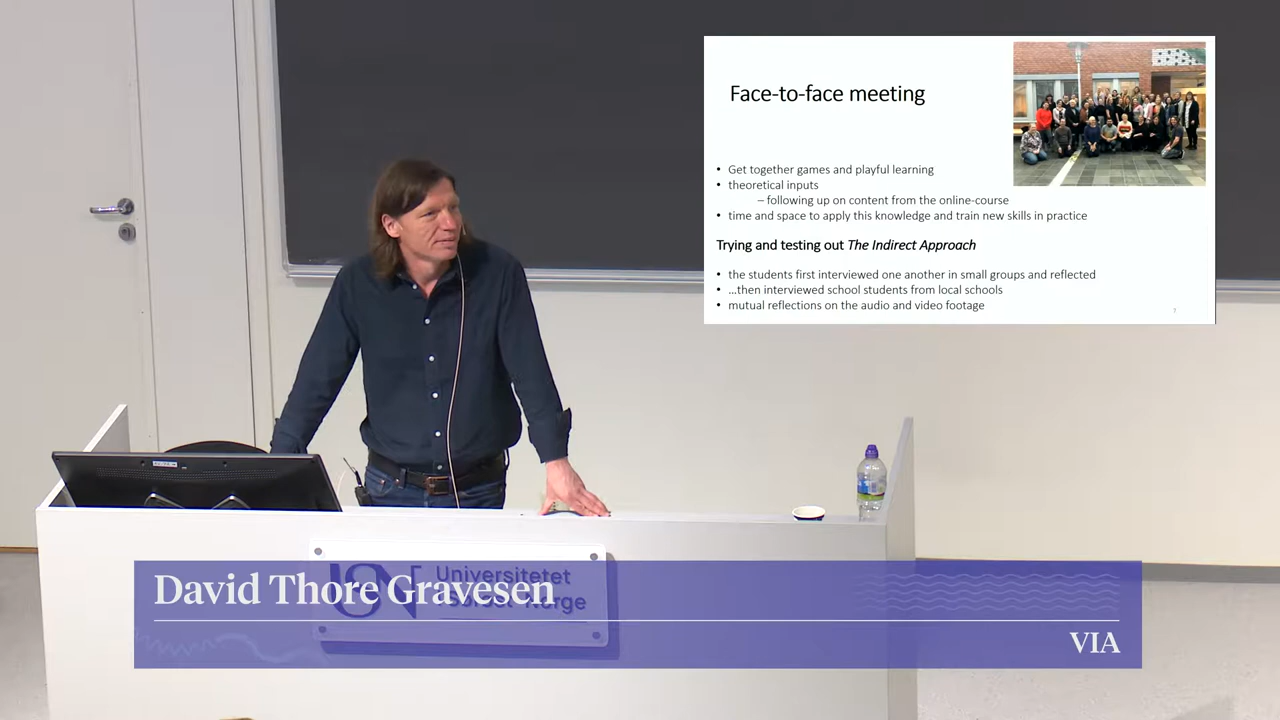 Face-to-face meeting
• Get together games and playful learning
• theoretical inputs
– following up on content from the online-course
• time and space to apply this knowledge and train new skills in practice
Trying and testing out The Indirect Approach
• the students first interviewed one another in small groups and reflected
• …then interviewed school students from local schools
• mutual reflections on the audio and video footage
7
USN Universitetet
Norge
David Thore Gravesen
VIA